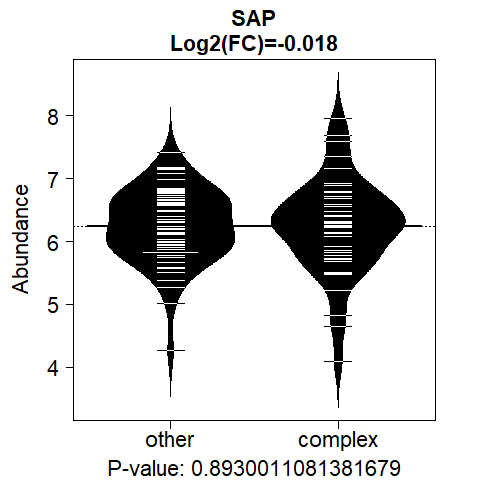 SAP
Log2(FC)=-0.018
Abundance
8
7
6
5
4
other complex
P-value: 0.8930011081381679